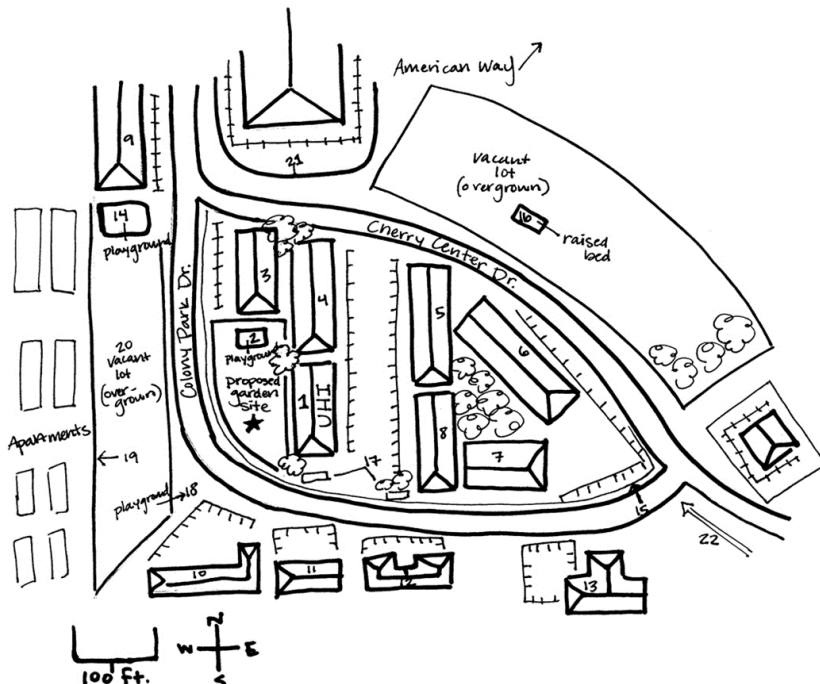 American Way
9
21
vacant
lot
(overgrown)
16
raised
bed
14
playground
Cherry Center Dr.
3
4
5
6
Colony Park Dr.
2
playground
proposed
garden
site
20
vacant
lot
(over-
grown)
1
UHI
8
7
Apartments
19
17
playground
18
15
22
10
11
12
13
N
W
E
S
100 ft.